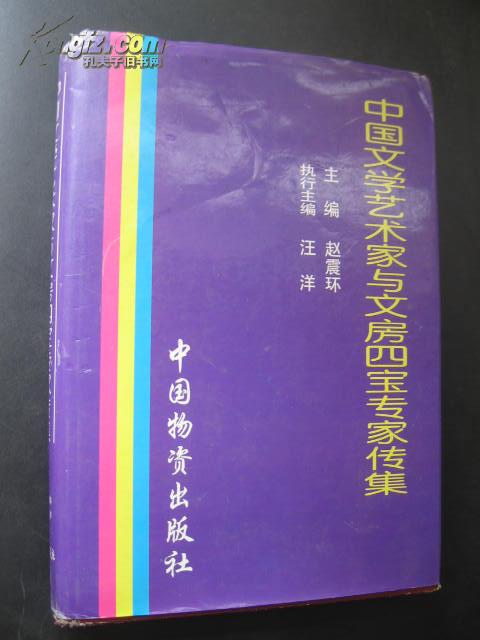 Kongfz.com
孔夫子旧书网
中国文学艺术家与文房四宝专家传集
主编 赵震环
执行主编 汪洋
中国物资出版社